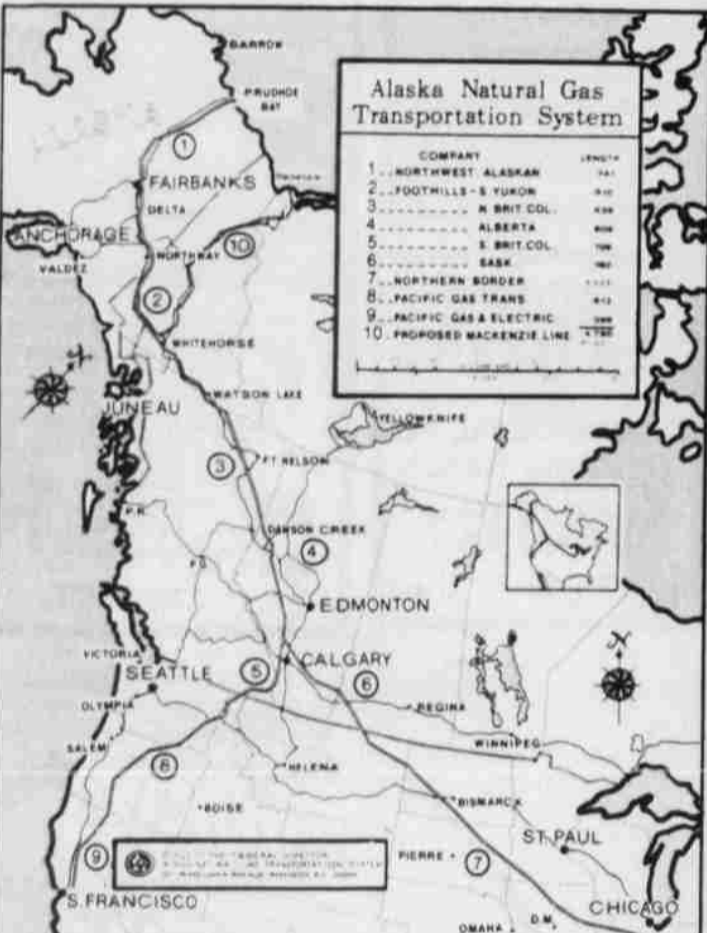 Alaska Natural Gas
Transportation System
COMPANY LENGTH
1 NORTHWEST ALASKAN
2 FOOTHILLS - S. YUKON
3 N. BRIT. COL.
4 ALBERTA
5 S. BRIT. COL.
6 SASK
7 NORTHERN BORDER
8 PACIFIC GAS TRANS
9 PACIFIC GAS & ELECTRIC
10 PROPOSED MACKENZIE LINE
BARROW
PRUDHOE
BAY
1
FAIRBANKS
DELTA
ANCHORAGE
10
NORTHWAY
VALDEZ
2
WHITEHORSE
WATSON LAKE
JUNEAU
YELLOWKNIFE
3
FT. NELSON
P.R.
DAWSON CREEK
4
EDMONTON
VICTORIA
CALGARY
SEATTLE
5
6
N
OLYMPIA
REGINA
SALEM
WINNIPEG
8
HELENA
BISMARCK
BOISE
ST. PAUL
9
PIERRE
7
S. FRANCISCO
CHICAGO
OMAHA
D.M.